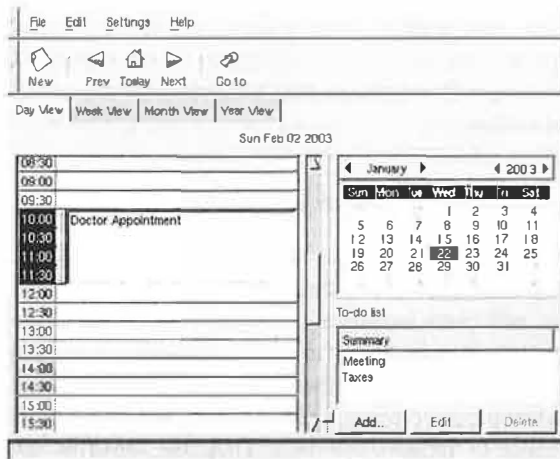 File Edit Settings Help
New Prev Today Next Go to
Day View Week View Month View Year View
Sun Feb 02 2003
08:30
09:00
09:30
10:00 Doctor Appointment
10:30
11:00
11:30
12:00
12:30
13:00
13:30
14:00
14:30
15:00
15:30
January 2003
Sun Mon Tue Wed Thu Fri Sat
1 2 3 4
5 6 7 8 9 10 11
12 13 14 15 16 17 18
19 20 21 22 23 24 25
26 27 28 29 30 31
To-do list
Summary
Meeting
Taxes
Add.. Edit Delete